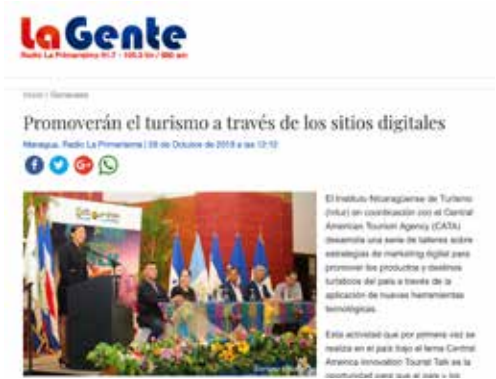 La Gente
Radio La Primerísima 91.7 - 105.3 fm / 680 am
Inicio / Generales
Promoverán el turismo a través de los sitios digitales
Managua. Radio La Primerísima | 09 de Octubre de 2018 a las 12:12
El Instituto Nicaragüense de Turismo
(Intur) en coordinación con el Central
American Tourism Agency (CATA)
desarrolla una serie de talleres sobre
estrategias de marketing digital para
promover los productos y destinos
turísticos del país a través de la
aplicación de nuevas herramientas
tecnológicas.
Esta actividad que por primera vez se
realiza en el país bajo el lema Central
America Innovation Tourist Talk es la
oportunidad para que el país y los